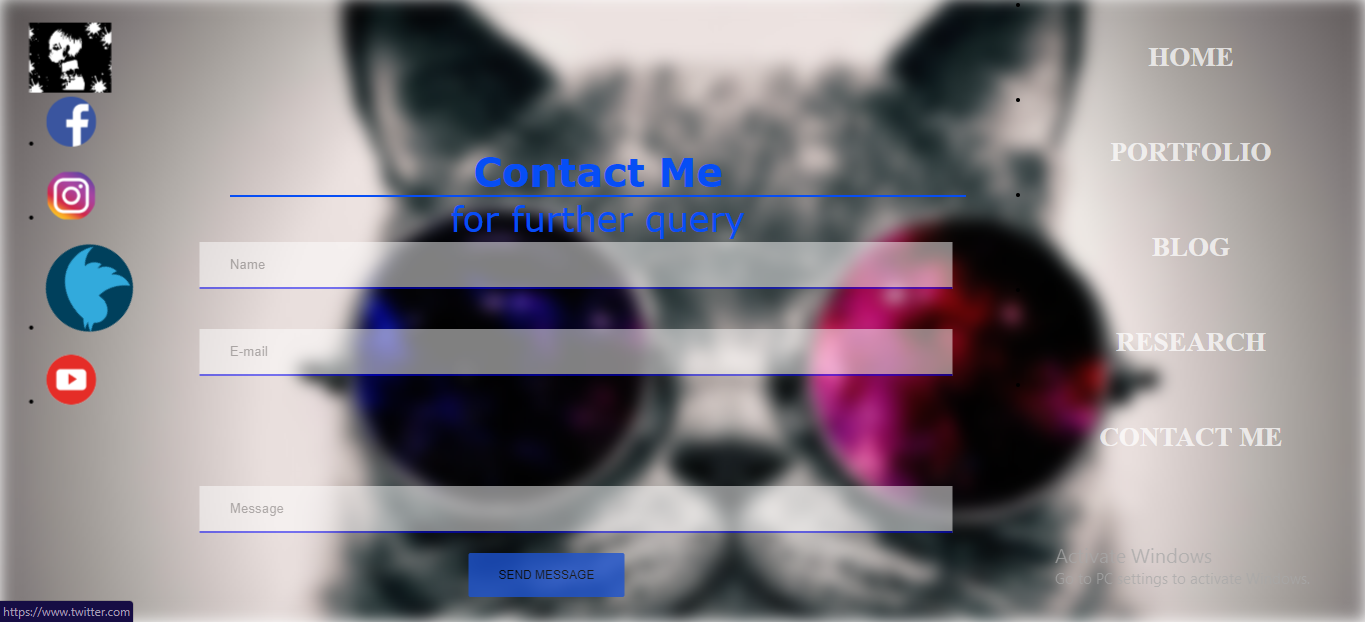 HOME
PORTFOLIO
BLOG
RESEARCH
CONTACT ME
Contact Me
for further query
Name
E-mail
Message
SEND MESSAGE
Activate Windows
Go to PC settings to activate Windows.
https://www.twitter.com